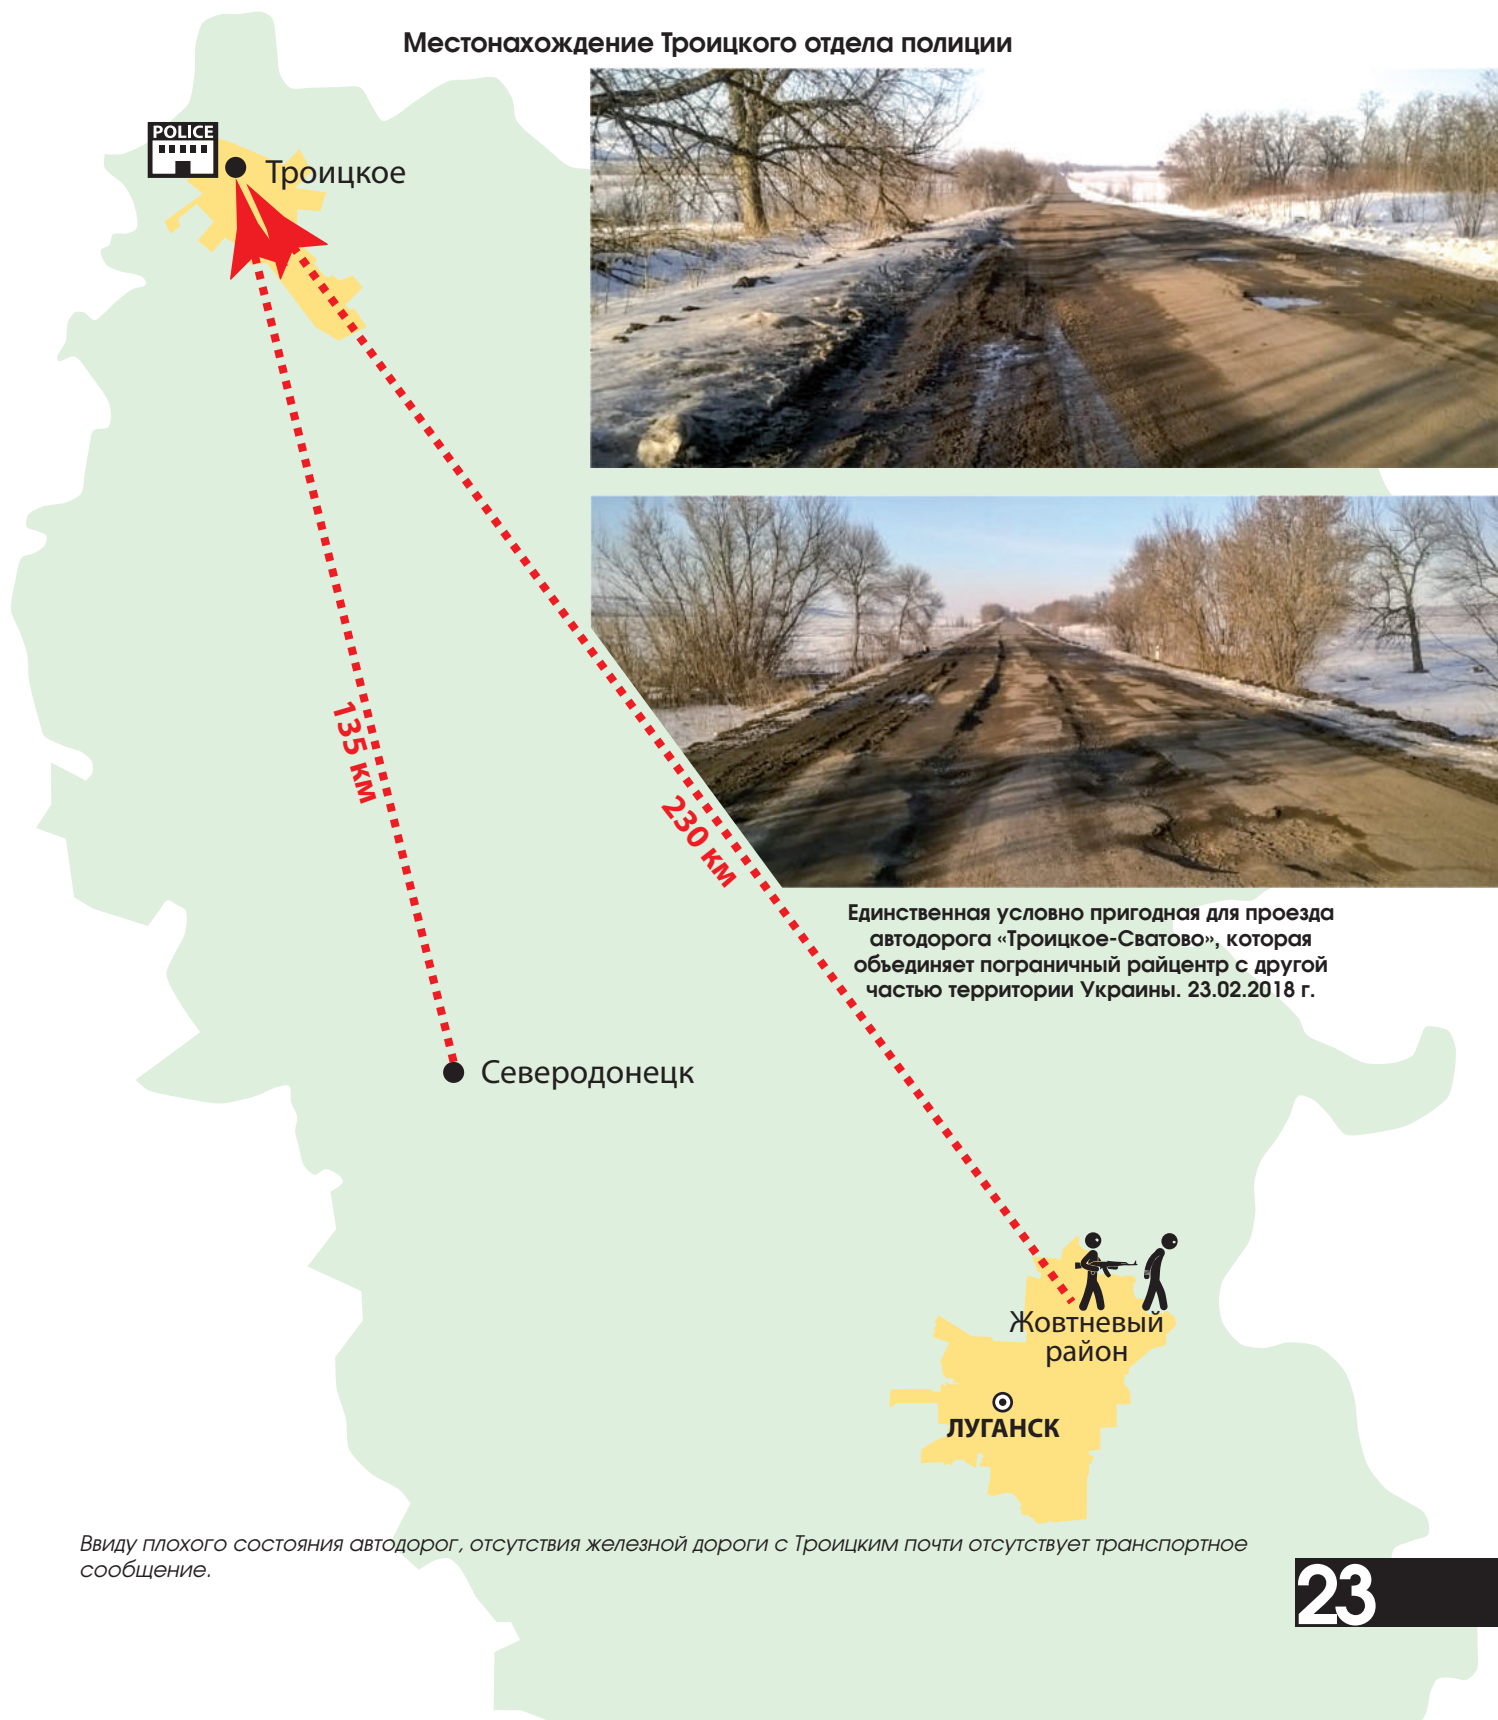 Местонахождение Троицкого отдела полиции
POLICE
Троицкое
135 км
230 км
Единственная условно пригодная для проезда
автодорога «Троицкое-Сватово», которая
объединяет пограничный райцентр с другой
частью территории Украины. 23.02.2018 г.
Северодонецк
Жовтневый
район
ЛУГАНСК
Ввиду плохого состояния автодорог, отсутствия железной дороги с Троицким почти отсутствует транспортное
сообщение.
23